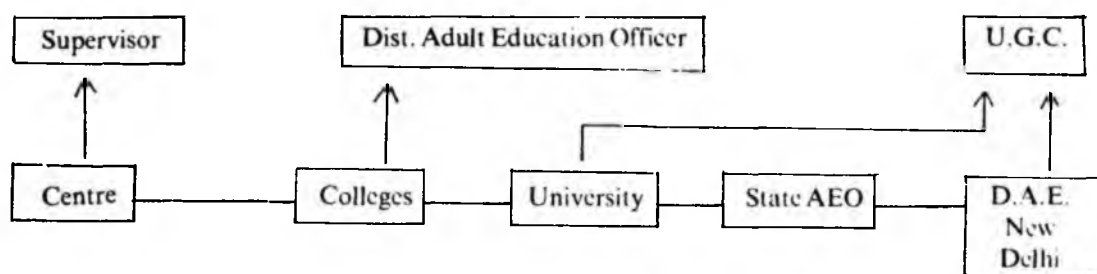 Supervisor
Dist. Adult Education Officer
U.G.C.
Centre
Colleges
University
State AEO
D.A.E.
New
Delhi